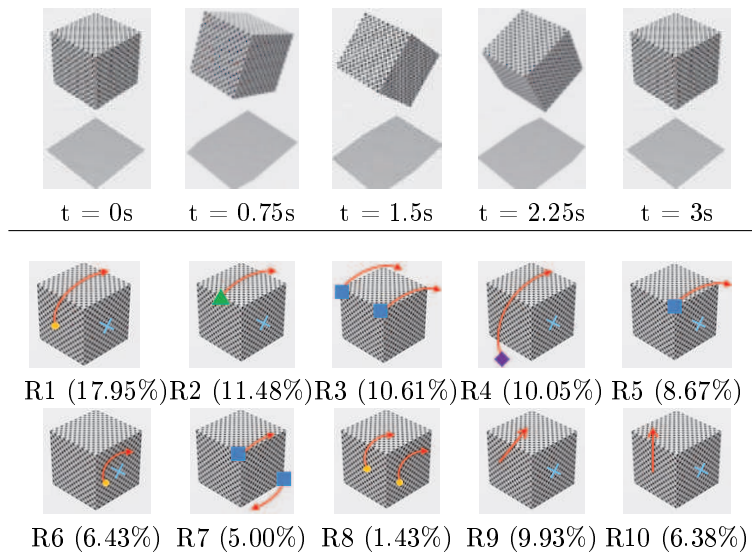 t = 0s t = 0.75s t = 1.5s t = 2.25s t = 3s
R1 (17.95%) R2 (11.48%) R3 (10.61%) R4 (10.05%) R5 (8.67%)
R6 (6.43%) R7 (5.00%) R8 (1.43%) R9 (9.93%) R10 (6.38%)